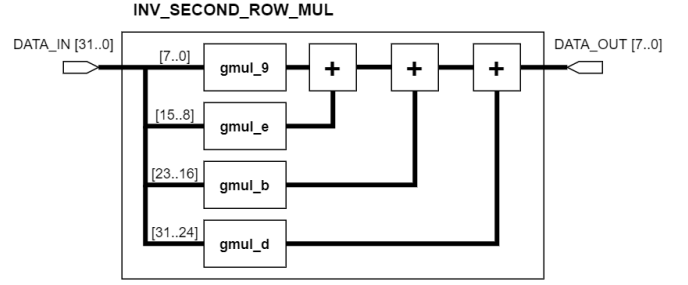 INV_SECOND_ROW_MUL
DATA_IN [31..0]
DATA_OUT [7..0]
[7..0]
gmul_9
+
+
+
[15..8]
gmul_e
[23..16]
gmul_b
[31..24]
gmul_d